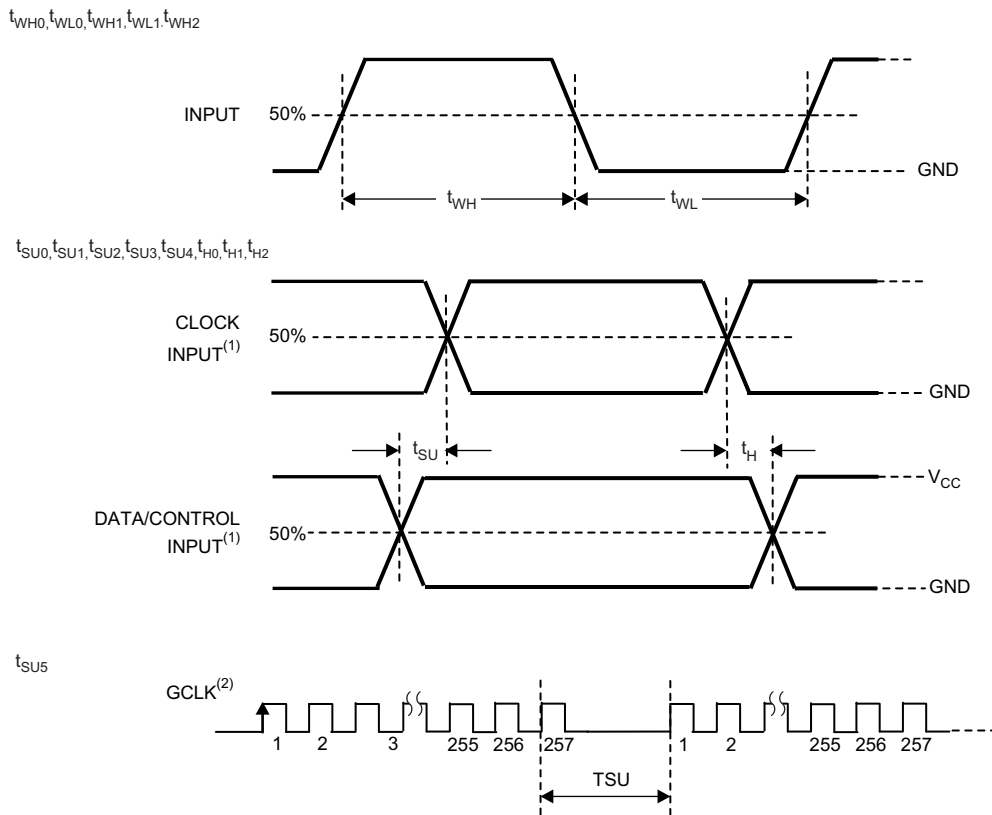 tWH0,tWL0,tWH1,tWL1,tWH2
INPUT 50%
GND
tWH tWL
tSU0,tSU1,tSU2,tSU3,tSU4,tH0,tH1,tH2
CLOCK
INPUT(1)
50%
GND
tSU tH
VCC
DATA/CONTROL
INPUT(1)
50%
GND
tSU5
GCLK(2)
1 2 3 255 256 257 1 2 255 256 257
TSU